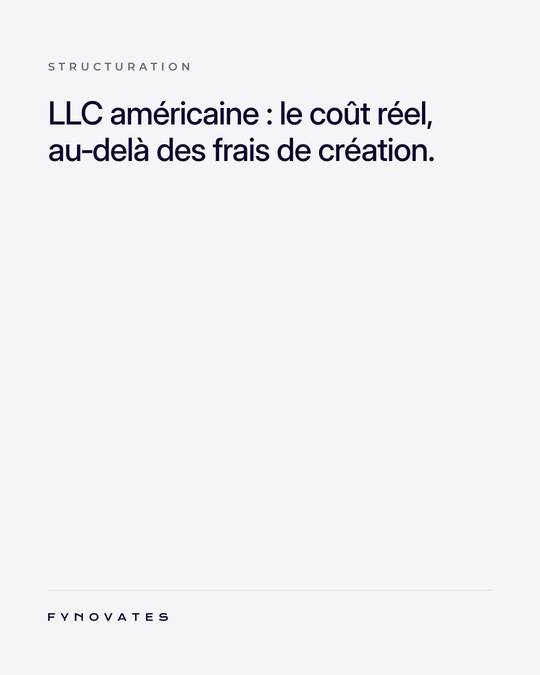 STRUCTURATION
LLC américaine : le coût réel,
au-delà des frais de création.
FYNOVATES